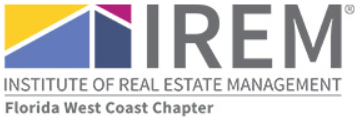 IREM®
INSTITUTE OF REAL ESTATE MANAGEMENT
Florida West Coast Chapter